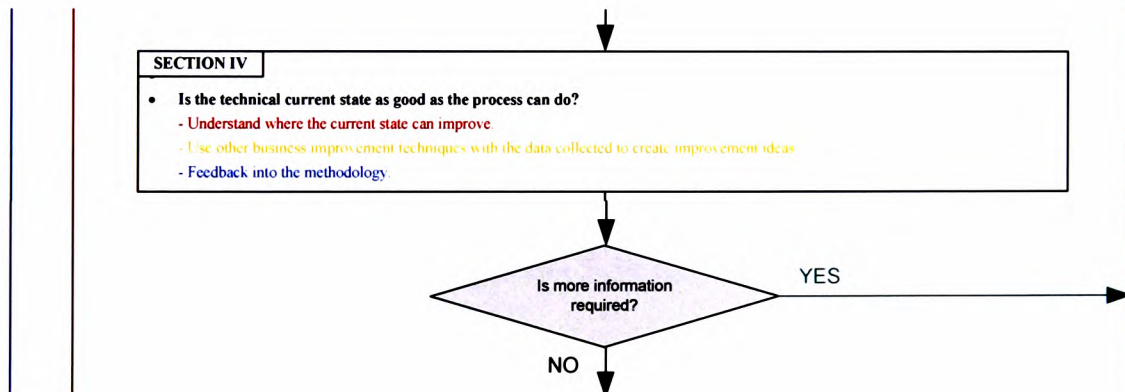 SECTION IV
• Is the technical current state as good as the process can do?
- Understand where the current state can improve.
- Use other business improvement techniques with the data collected to create improvement ideas
- Feedback into the methodology.
Is more information
required?
YES
NO